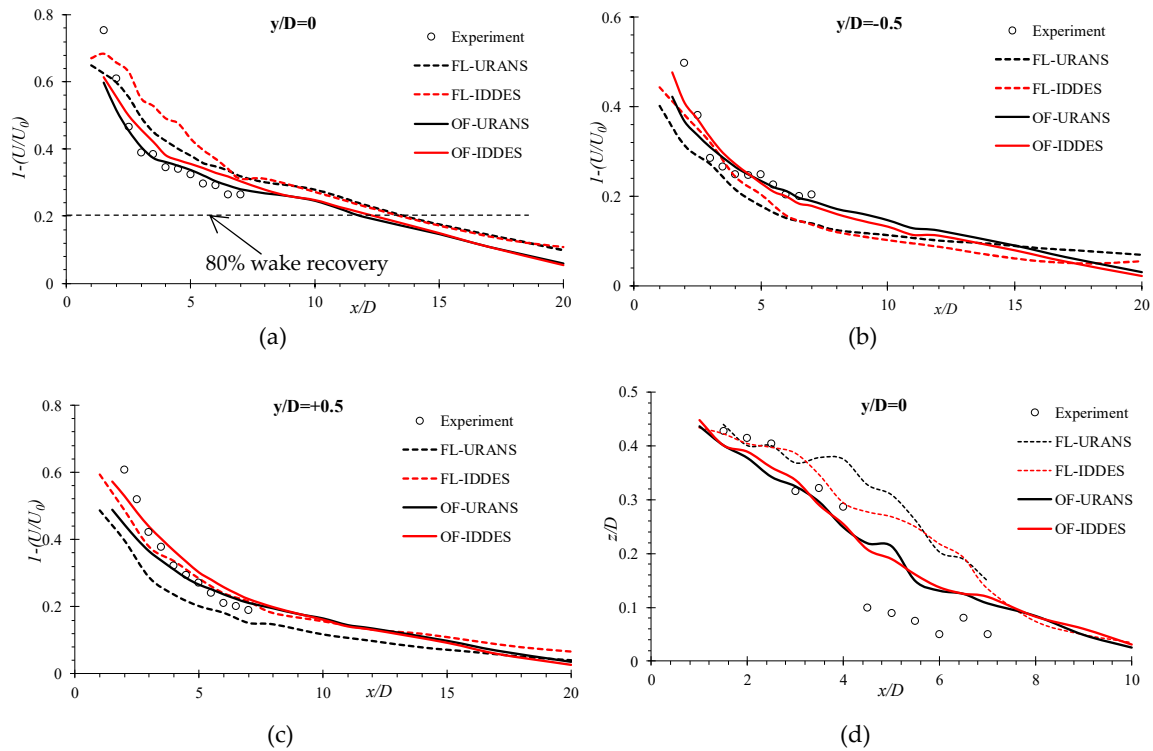 y/D=0
0.8
0.6
0.4
0.2
0
1-(U/U0)
Experiment
FL-URANS
FL-IDDES
OF-URANS
OF-IDDES
80% wake recovery
0 5 10 15 20
x/D
(a)
y/D=-0.5
0.6
0.4
0.2
0
1-(U/U0)
Experiment
FL-URANS
FL-IDDES
OF-URANS
OF-IDDES
0 5 10 15 20
x/D
(b)
y/D=+0.5
0.8
0.6
0.4
0.2
0
1-(U/U0)
Experiment
FL-URANS
FL-IDDES
OF-URANS
OF-IDDES
0 5 10 15 20
x/D
(c)
y/D=0
0.5
0.4
0.3
0.2
0.1
0
z/D
Experiment
FL-URANS
FL-IDDES
OF-URANS
OF-IDDES
0 2 4 6 8 10
x/D
(d)